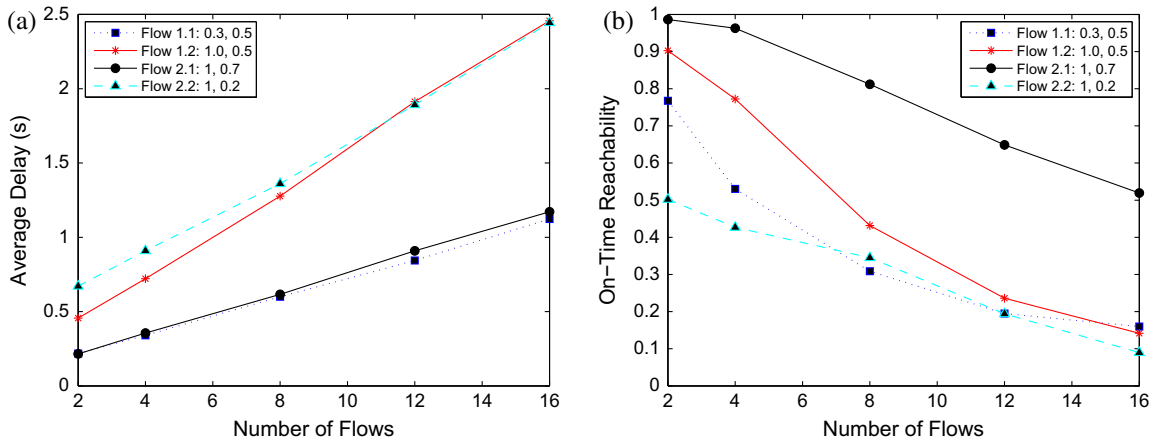 (a)
Average Delay (s)
2.5
2
1.5
1
0.5
0
Flow 1.1: 0.3, 0.5
Flow 1.2: 1.0, 0.5
Flow 2.1: 1, 0.7
Flow 2.2: 1, 0.2
2 4 6 8 10 12 14 16
Number of Flows
(b)
On-Time Reachability
1
0.9
0.8
0.7
0.6
0.5
0.4
0.3
0.2
0.1
0
Flow 1.1: 0.3, 0.5
Flow 1.2: 1.0, 0.5
Flow 2.1: 1, 0.7
Flow 2.2: 1, 0.2
2 4 6 8 10 12 14 16
Number of Flows